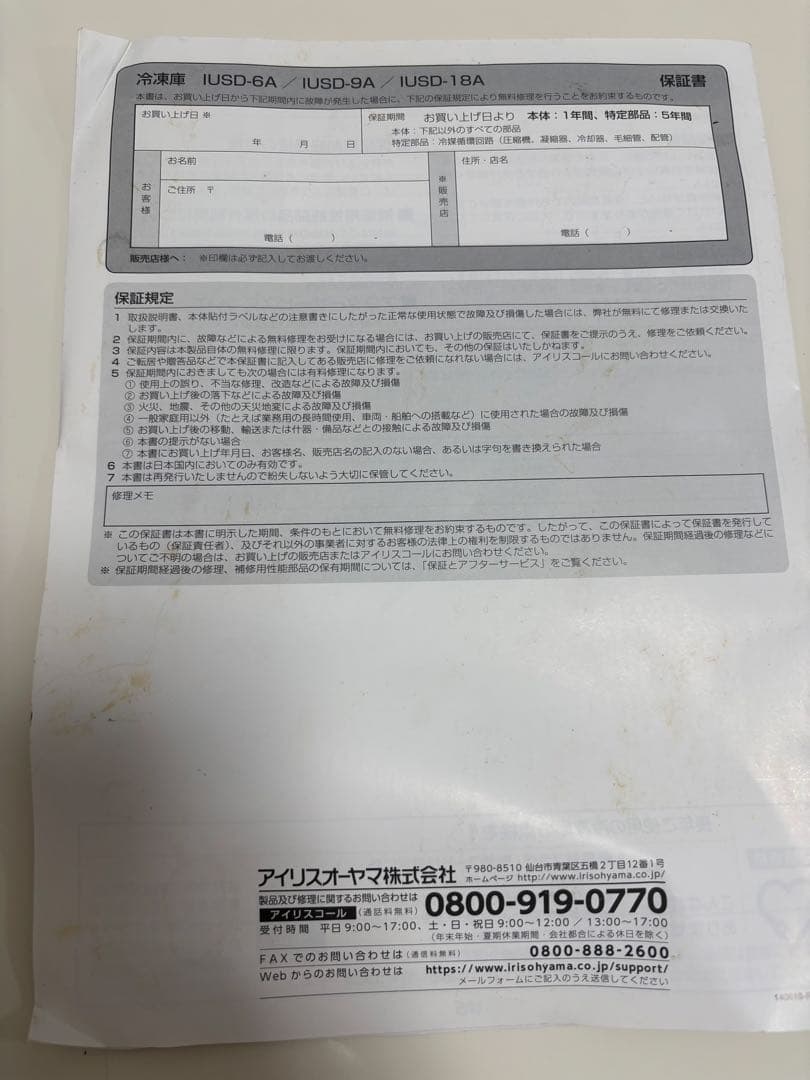 冷凍庫 IUSD-6A ／ IUSD-9A ／ IUSD-18A 保証書
本書は、お買い上げ日から下記期間内に故障が発生した場合に、下記の保証規定により無料修理を行うことをお約束するものです。
お買い上げ日 ※
年 月 日
保証期間 お買い上げ日より 本体：1年間、特定部品：5年間
本体：下記以外のすべての部品
特定部品：冷媒循環回路（圧縮機、凝縮器、冷却器、毛細管、配管）
お客様
お名前
ご住所 〒
電話（ ） -
※販売店
住所・店名
電話（ ） -
販売店様へ： ※印欄は必ず記入してお渡しください。
保証規定
1 取扱説明書、本体貼付ラベルなどの注意書きにしたがった正常な使用状態で故障及び損傷した場合には、弊社が無料にて修理または交換いた
します。
2 保証期間内に、故障などによる無料修理をお受けになる場合には、お買い上げの販売店にて、保証書をご提示のうえ、修理をご依頼ください。
3 保証内容は本製品自体の無料修理に限ります。保証期間内においても、その他の保証はいたしかねます。
4 ご転居や贈答品などで本保証書に記入してある販売店に修理をご依頼になれない場合には、アイリスコールにお問い合わせください。
5 保証期間内におきましても次の場合には有料修理になります。
① 使用上の誤り、不当な修理、改造などによる故障及び損傷
② お買い上げ後の落下などによる故障及び損傷
③ 火災、地震、その他の天災地変による故障及び損傷
④ 一般家庭用以外（たとえば業務用の長時間使用、車両・船舶への搭載など）に使用された場合の故障及び損傷
⑤ お買い上げ後の移動、輸送または什器・備品などとの接触による故障及び損傷
⑥ 本書の提示がない場合
⑦ 本書にお買い上げ年月日、お客様名、販売店名の記入のない場合、あるいは字句を書き換えられた場合
6 本書は日本国内においてのみ有効です。
7 本書は再発行いたしませんので紛失しないよう大切に保管してください。
修理メモ
※ この保証書は本書に明示した期間、条件のもとにおいて無料修理をお約束するものです。したがって、この保証書によって保証書を発行して
いるもの（保証責任者）、及びそれ以外の事業者に対するお客様の法律上の権利を制限するものではありません。保証期間経過後の修理などに
ついてご不明の場合は、お買い上げの販売店またはアイリスコールにお問い合わせください。
※ 保証期間経過後の修理、補修用性能部品の保有期間については、「保証とアフターサービス」をご覧ください。
アイリスオーヤマ株式会社 〒980-8510 仙台市青葉区五橋2丁目12番1号
ホームページ http://www.irisohyama.co.jp/
製品及び修理に関するお問い合わせは
アイリスコール （通話料無料） 0800-919-0770
受付時間 平日9:00〜17:00、土・日・祝日9:00〜12:00 ／ 13:00〜17:00
（年末年始・夏期休業期間・会社都合による休日を除く）
FAXでのお問い合わせは（通信料無料） 0800-888-2600
Webからのお問い合わせは https://www.irisohyama.co.jp/support/
メールフォームにご記入のうえ送信してください